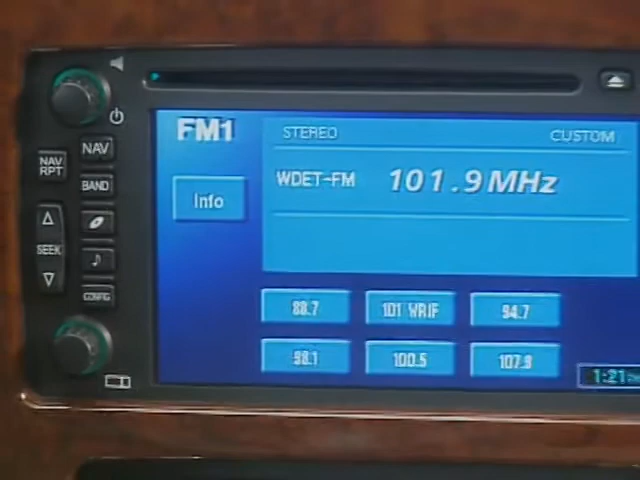 FM1
STEREO
CUSTOM
WDET-FM
101.9MHz
Info
NAV
NAV
RPT
BAND
SEEK
CONFIG
88.7
101 WRIF
94.7
98.1
100.5
107.9
1:21